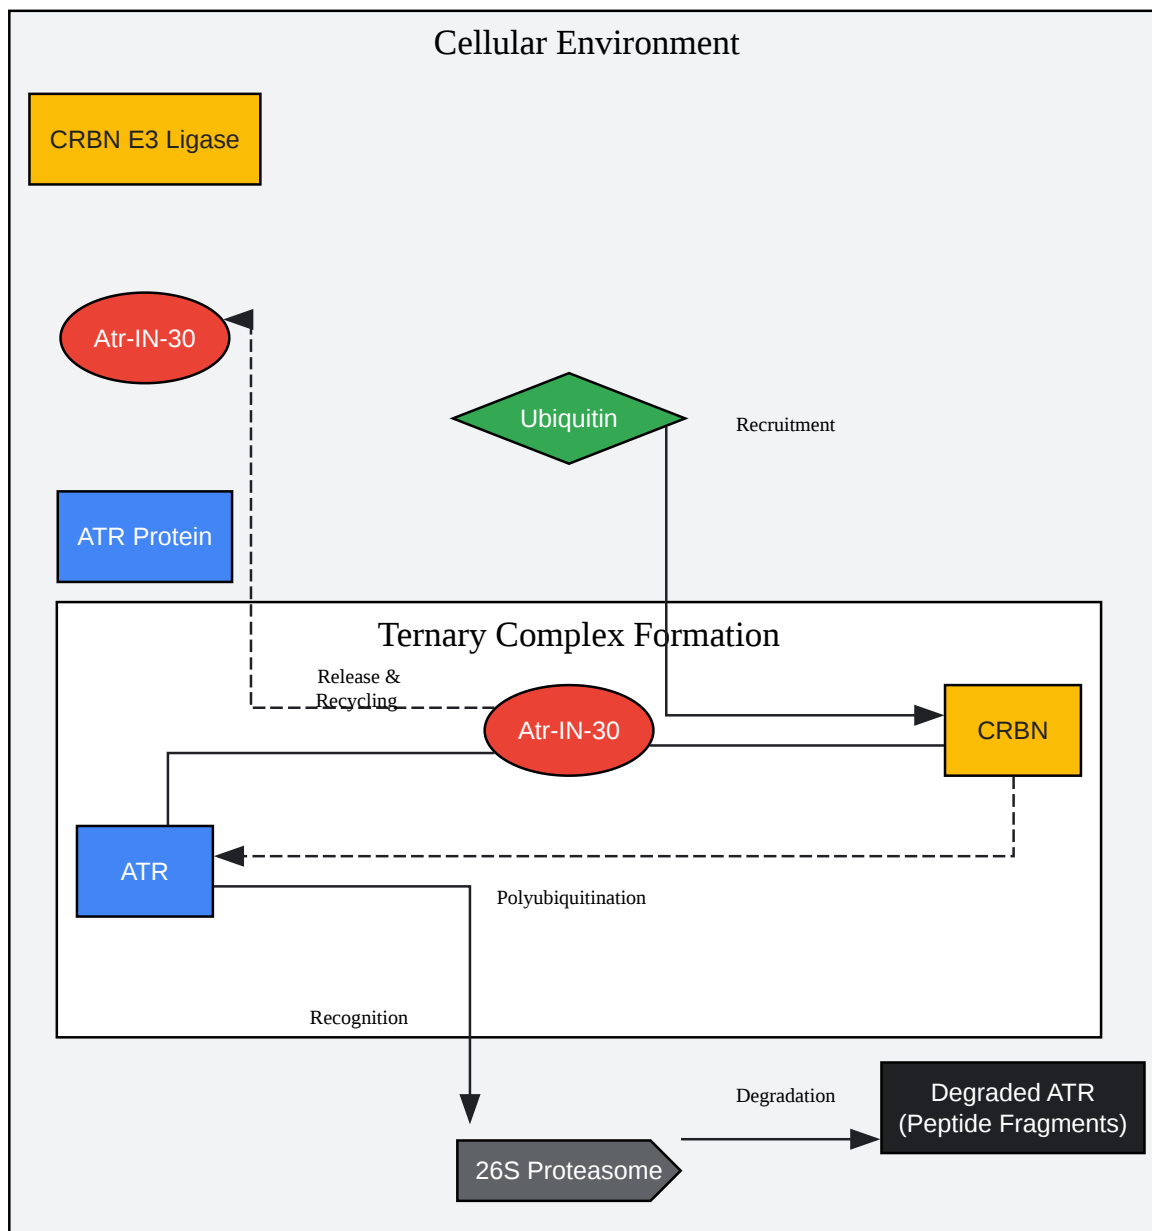 Cellular Environment
CRBN E3 Ligase
Atr-IN-30
Ubiquitin
Recruitment
ATR Protein
Ternary Complex Formation
Release &
Recycling
Atr-IN-30
CRBN
ATR
Polyubiquitination
Recognition
Degradation
Degraded ATR
(Peptide Fragments)
26S Proteasome